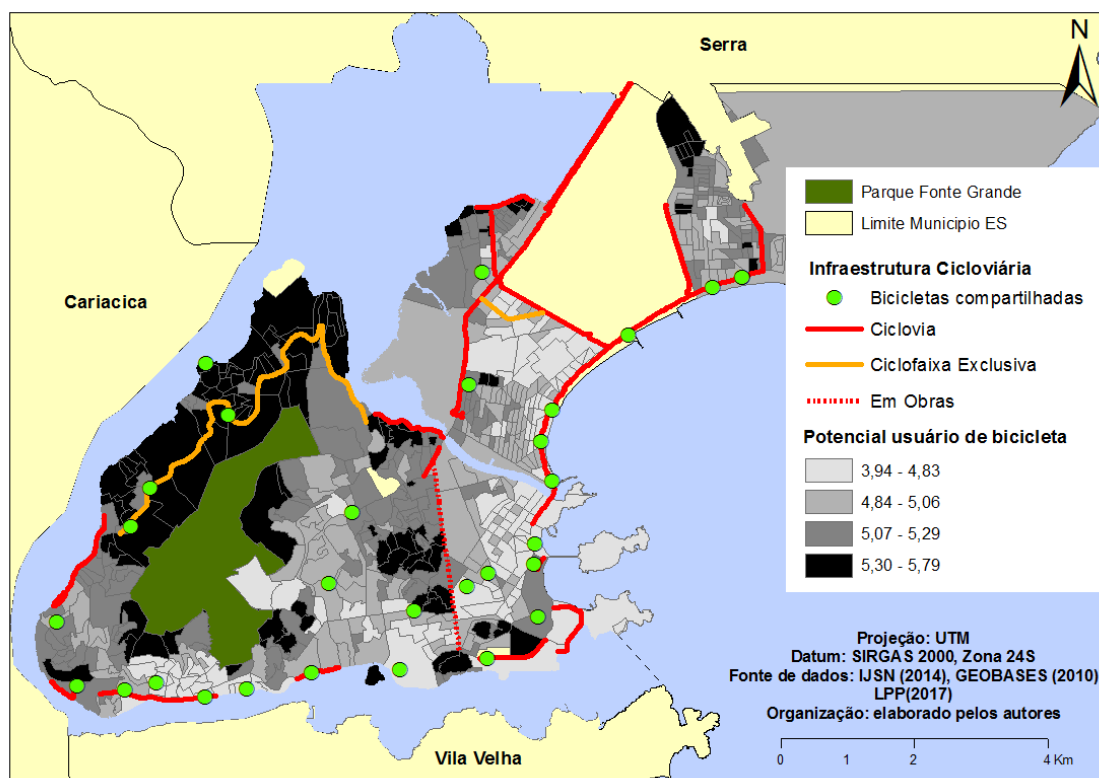 Serra
N
Cariacica
Parque Fonte Grande
Limite Municipio ES
Infraestrutura Cicloviária
Bicicletas compartilhadas
Ciclovia
Ciclofaixa Exclusiva
Em Obras
Potencial usuário de bicicleta
3,94 - 4,83
4,84 - 5,06
5,07 - 5,29
5,30 - 5,79
Projeção: UTM
Datum: SIRGAS 2000, Zona 24S
Fonte de dados: IJSN (2014), GEOBASES (2010)
LPP(2017)
Organização: elaborado pelos autores
0 1 2 4 Km
Vila Velha